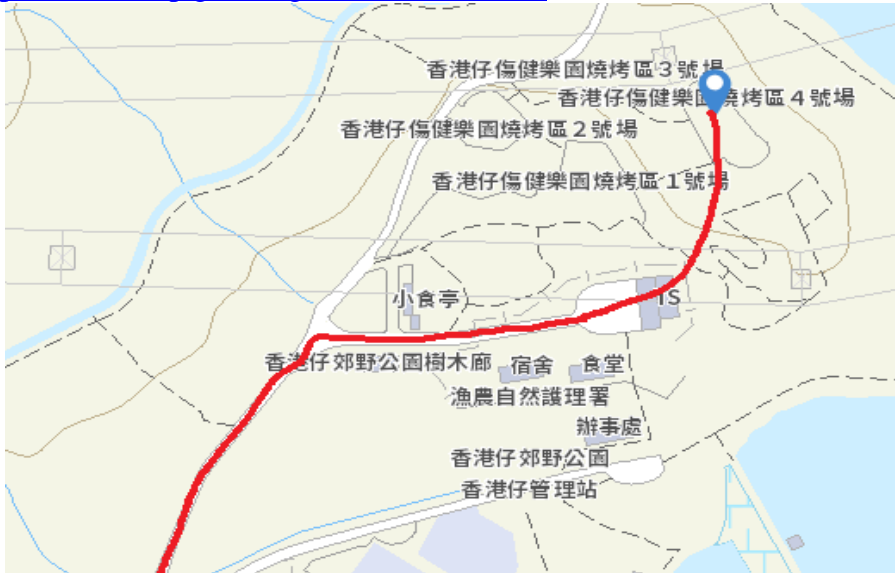 香港仔傷健樂園燒烤區３號場
香港仔傷健樂園燒烤區４號場
香港仔傷健樂園燒烤區２號場
香港仔傷健樂園燒烤區１號場
小食亭
TS
香港仔郊野公園樹木廊
宿舍
食堂
漁農自然護理署
辦事處
香港仔郊野公園
香港仔管理站